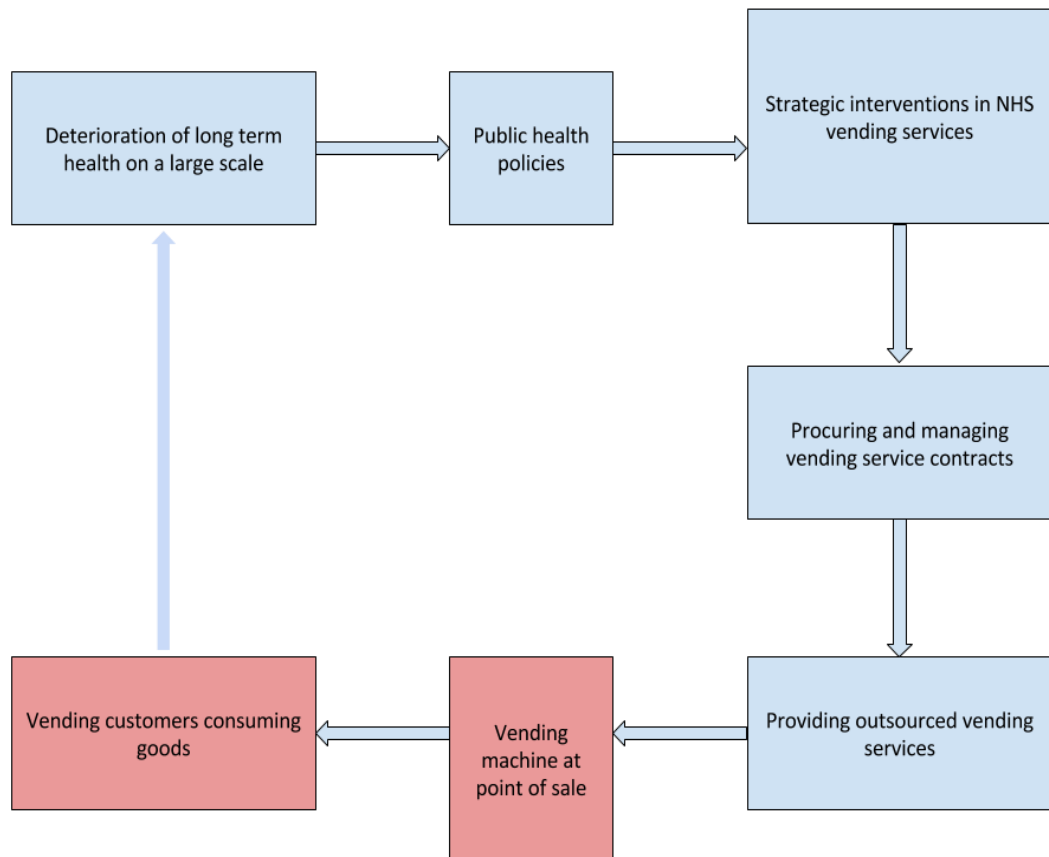 Deterioration of long term
health on a large scale
Public health
policies
Strategic interventions in NHS
vending services
Procuring and managing
vending service contracts
Providing outsourced vending
services
Vending
machine at
point of sale
Vending customers consuming
goods